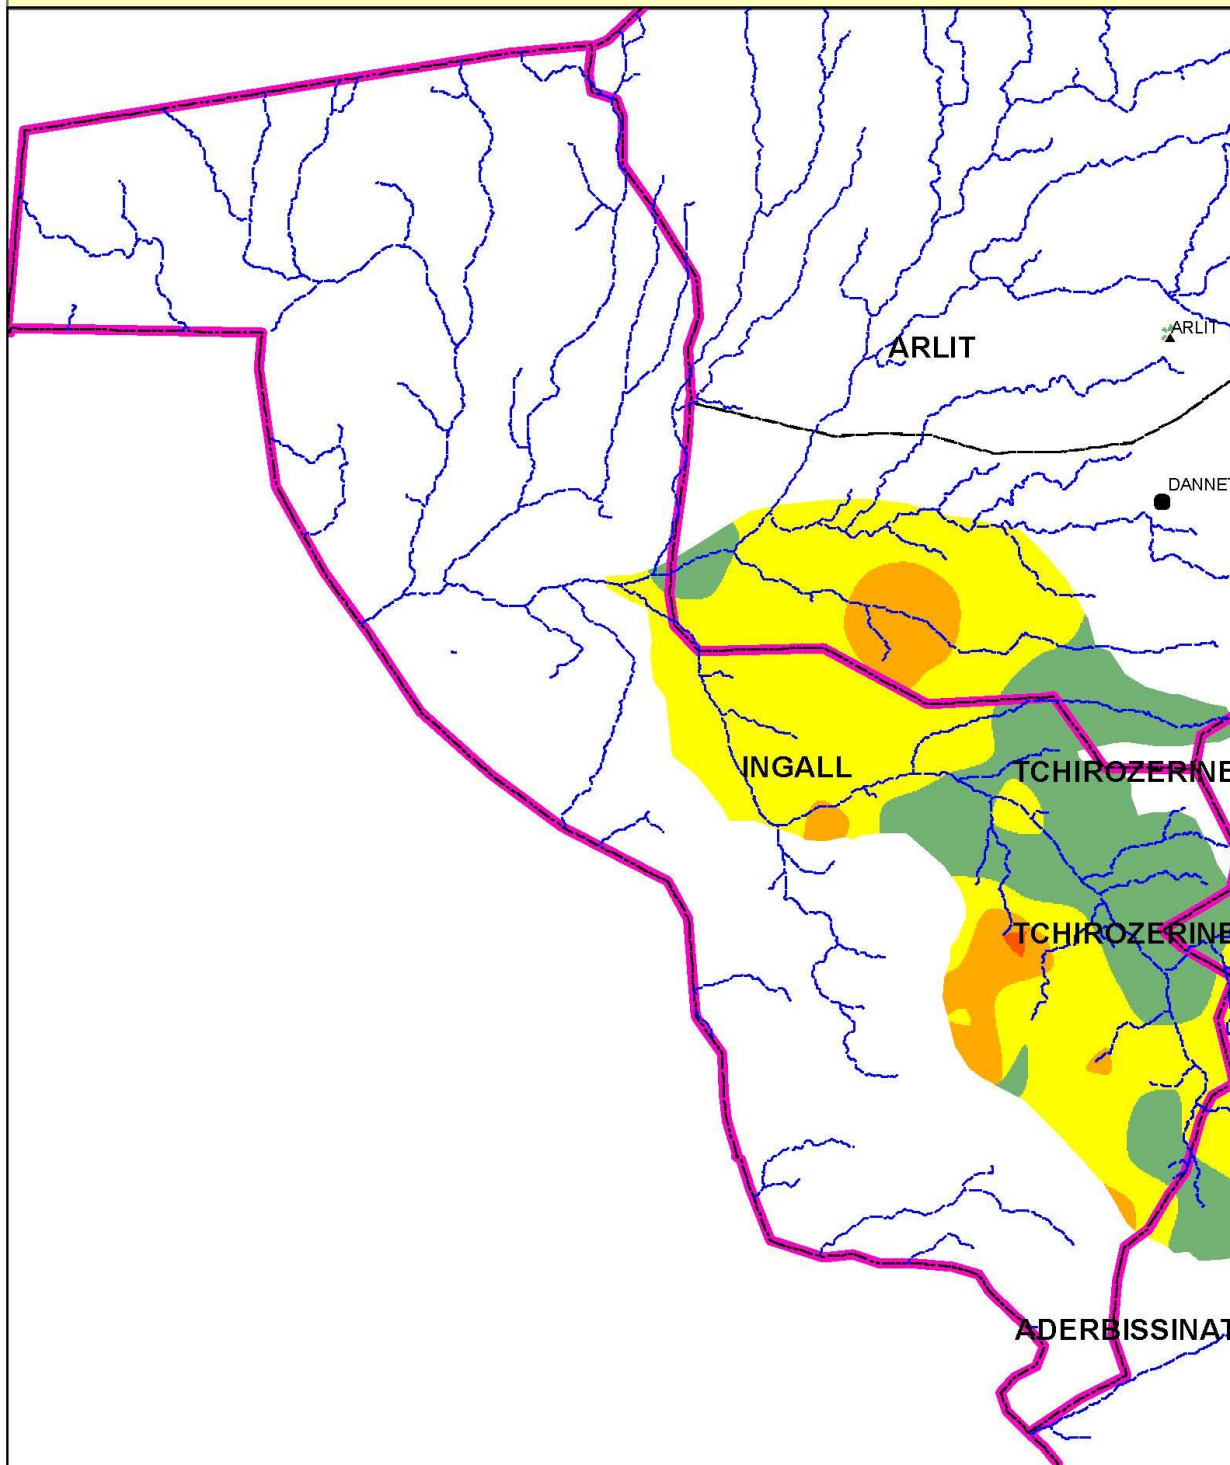 ARLIT
ARLIT
DANNET
INGALL
TCHIROZERINE
TCHIROZERINE
ADERBISSINAT